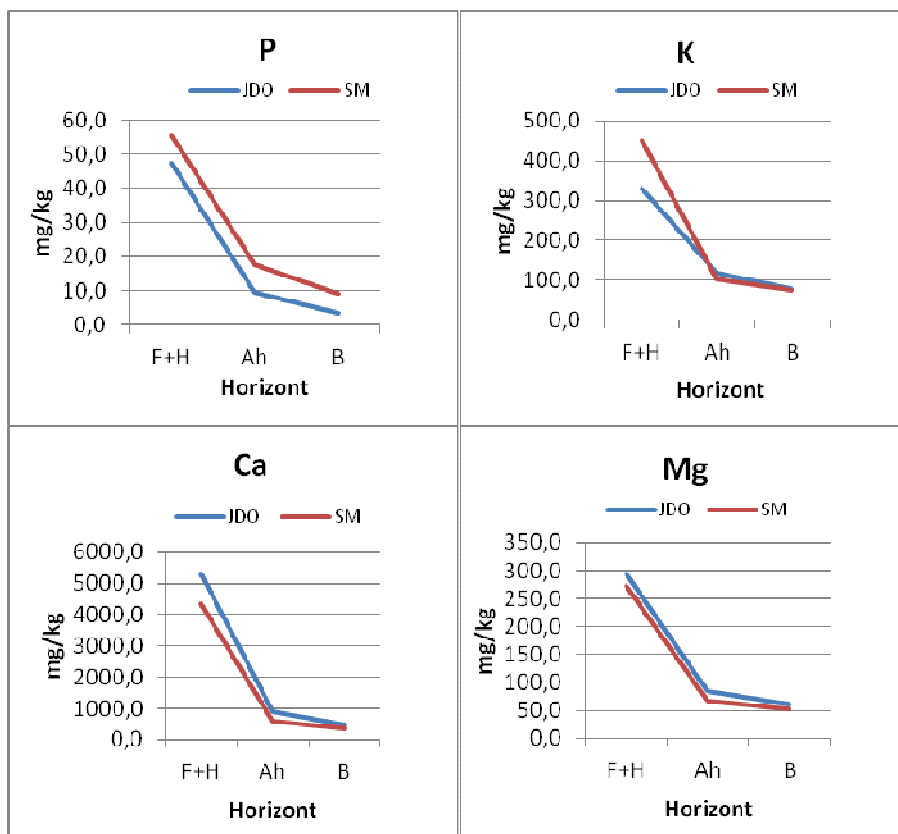 P
JDO SM
60,0
50,0
40,0
30,0
20,0
10,0
0,0
mg/kg
F+H Ah B
Horizont
K
JDO SM
500,0
400,0
300,0
200,0
100,0
0,0
mg/kg
F+H Ah B
Horizont
Ca
JDO SM
6000,0
5000,0
4000,0
3000,0
2000,0
1000,0
0,0
mg/kg
F+H Ah B
Horizont
Mg
JDO SM
350,0
300,0
250,0
200,0
150,0
100,0
50,0
0,0
mg/kg
F+H Ah B
Horizont